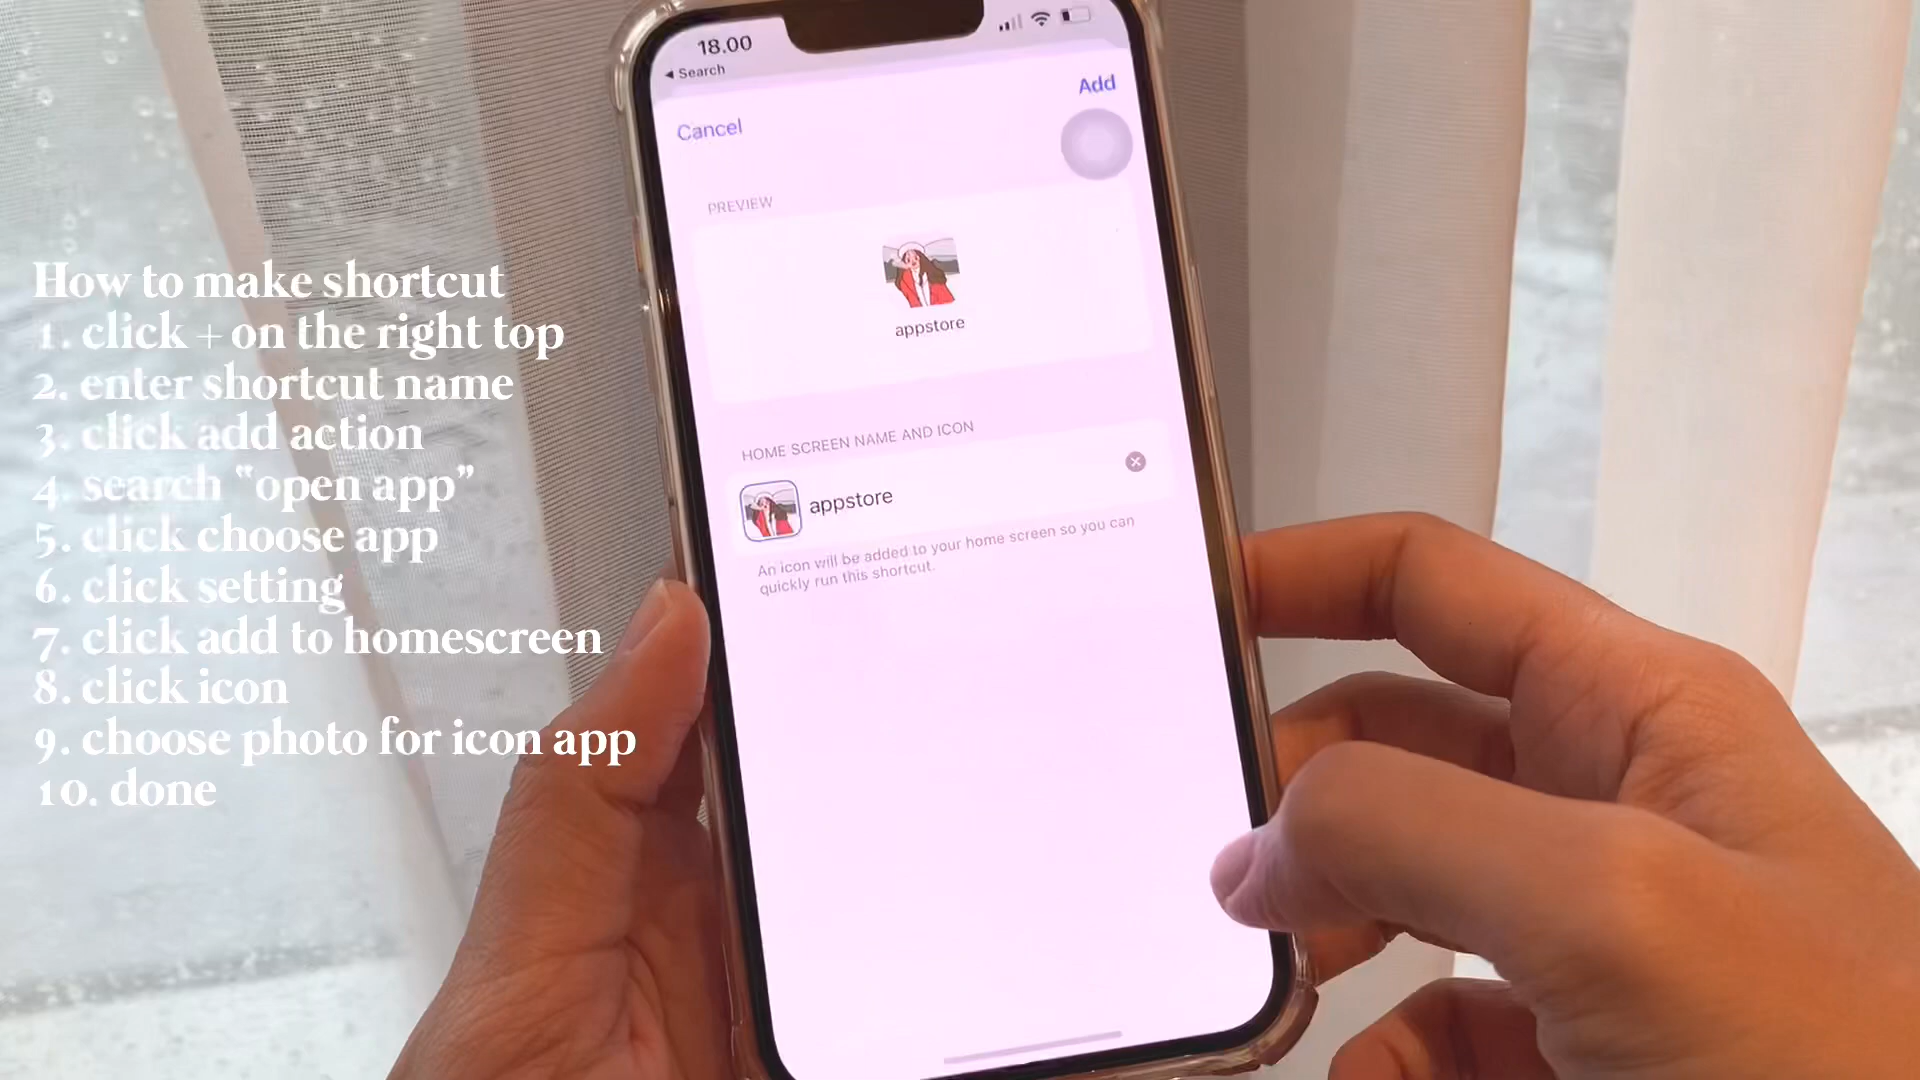 How to make shortcut
1. click + on the right top
2. enter shortcut name
3. click add action
4. search “open app”
5. click choose app
6. click setting
7. click add to homescreen
8. click icon
9. choose photo for icon app
10. done
18.00
◂ Search
Add
Cancel
PREVIEW
appstore
HOME SCREEN NAME AND ICON
appstore
An icon will be added to your home screen so you can
quickly run this shortcut.